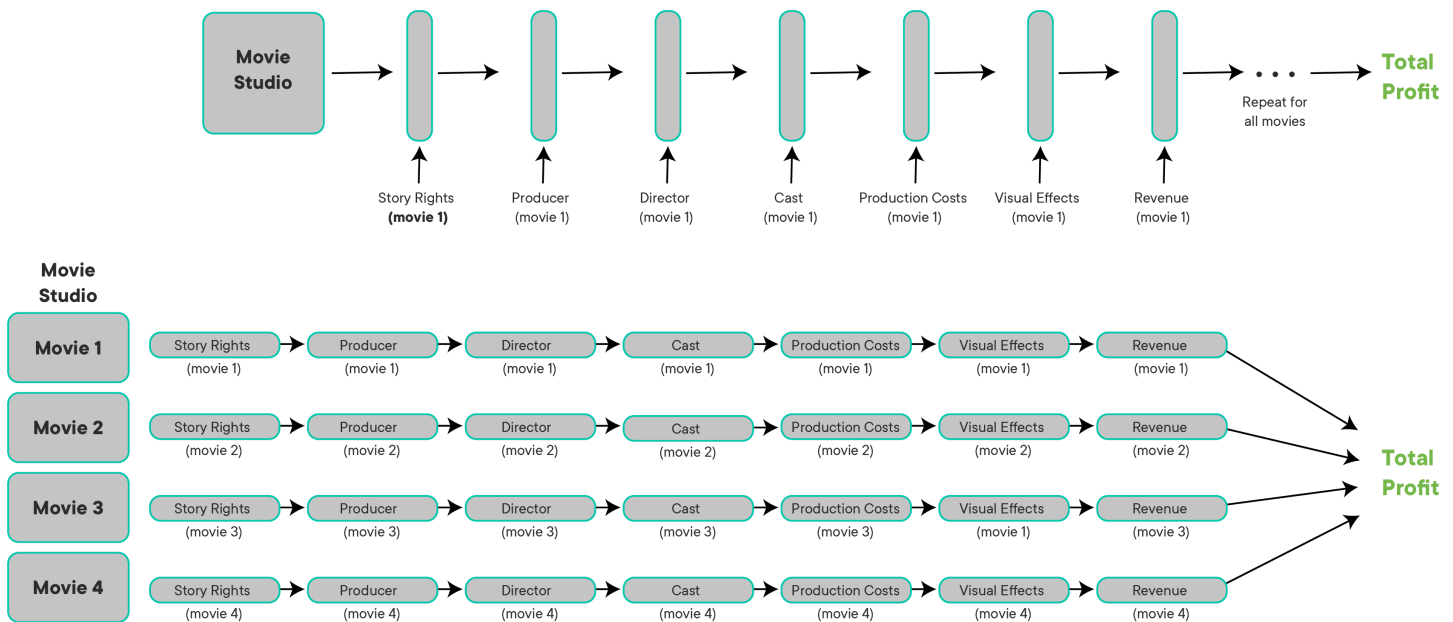 Movie
Studio
• • •
Total
Profit
Repeat for
all movies
Story Rights
(movie 1)
Producer
(movie 1)
Director
(movie 1)
Cast
(movie 1)
Production Costs
(movie 1)
Visual Effects
(movie 1)
Revenue
(movie 1)
Movie
Studio
Movie 1
Story Rights
(movie 1)
Producer
(movie 1)
Director
(movie 1)
Cast
(movie 1)
Production Costs
(movie 1)
Visual Effects
(movie 1)
Revenue
(movie 1)
Movie 2
Story Rights
(movie 2)
Producer
(movie 2)
Director
(movie 2)
Cast
(movie 2)
Production Costs
(movie 2)
Visual Effects
(movie 2)
Revenue
(movie 2)
Total
Profit
Movie 3
Story Rights
(movie 3)
Producer
(movie 3)
Director
(movie 3)
Cast
(movie 3)
Production Costs
(movie 3)
Visual Effects
(movie 1)
Revenue
(movie 3)
Movie 4
Story Rights
(movie 4)
Producer
(movie 4)
Director
(movie 4)
Cast
(movie 4)
Production Costs
(movie 4)
Visual Effects
(movie 4)
Revenue
(movie 4)